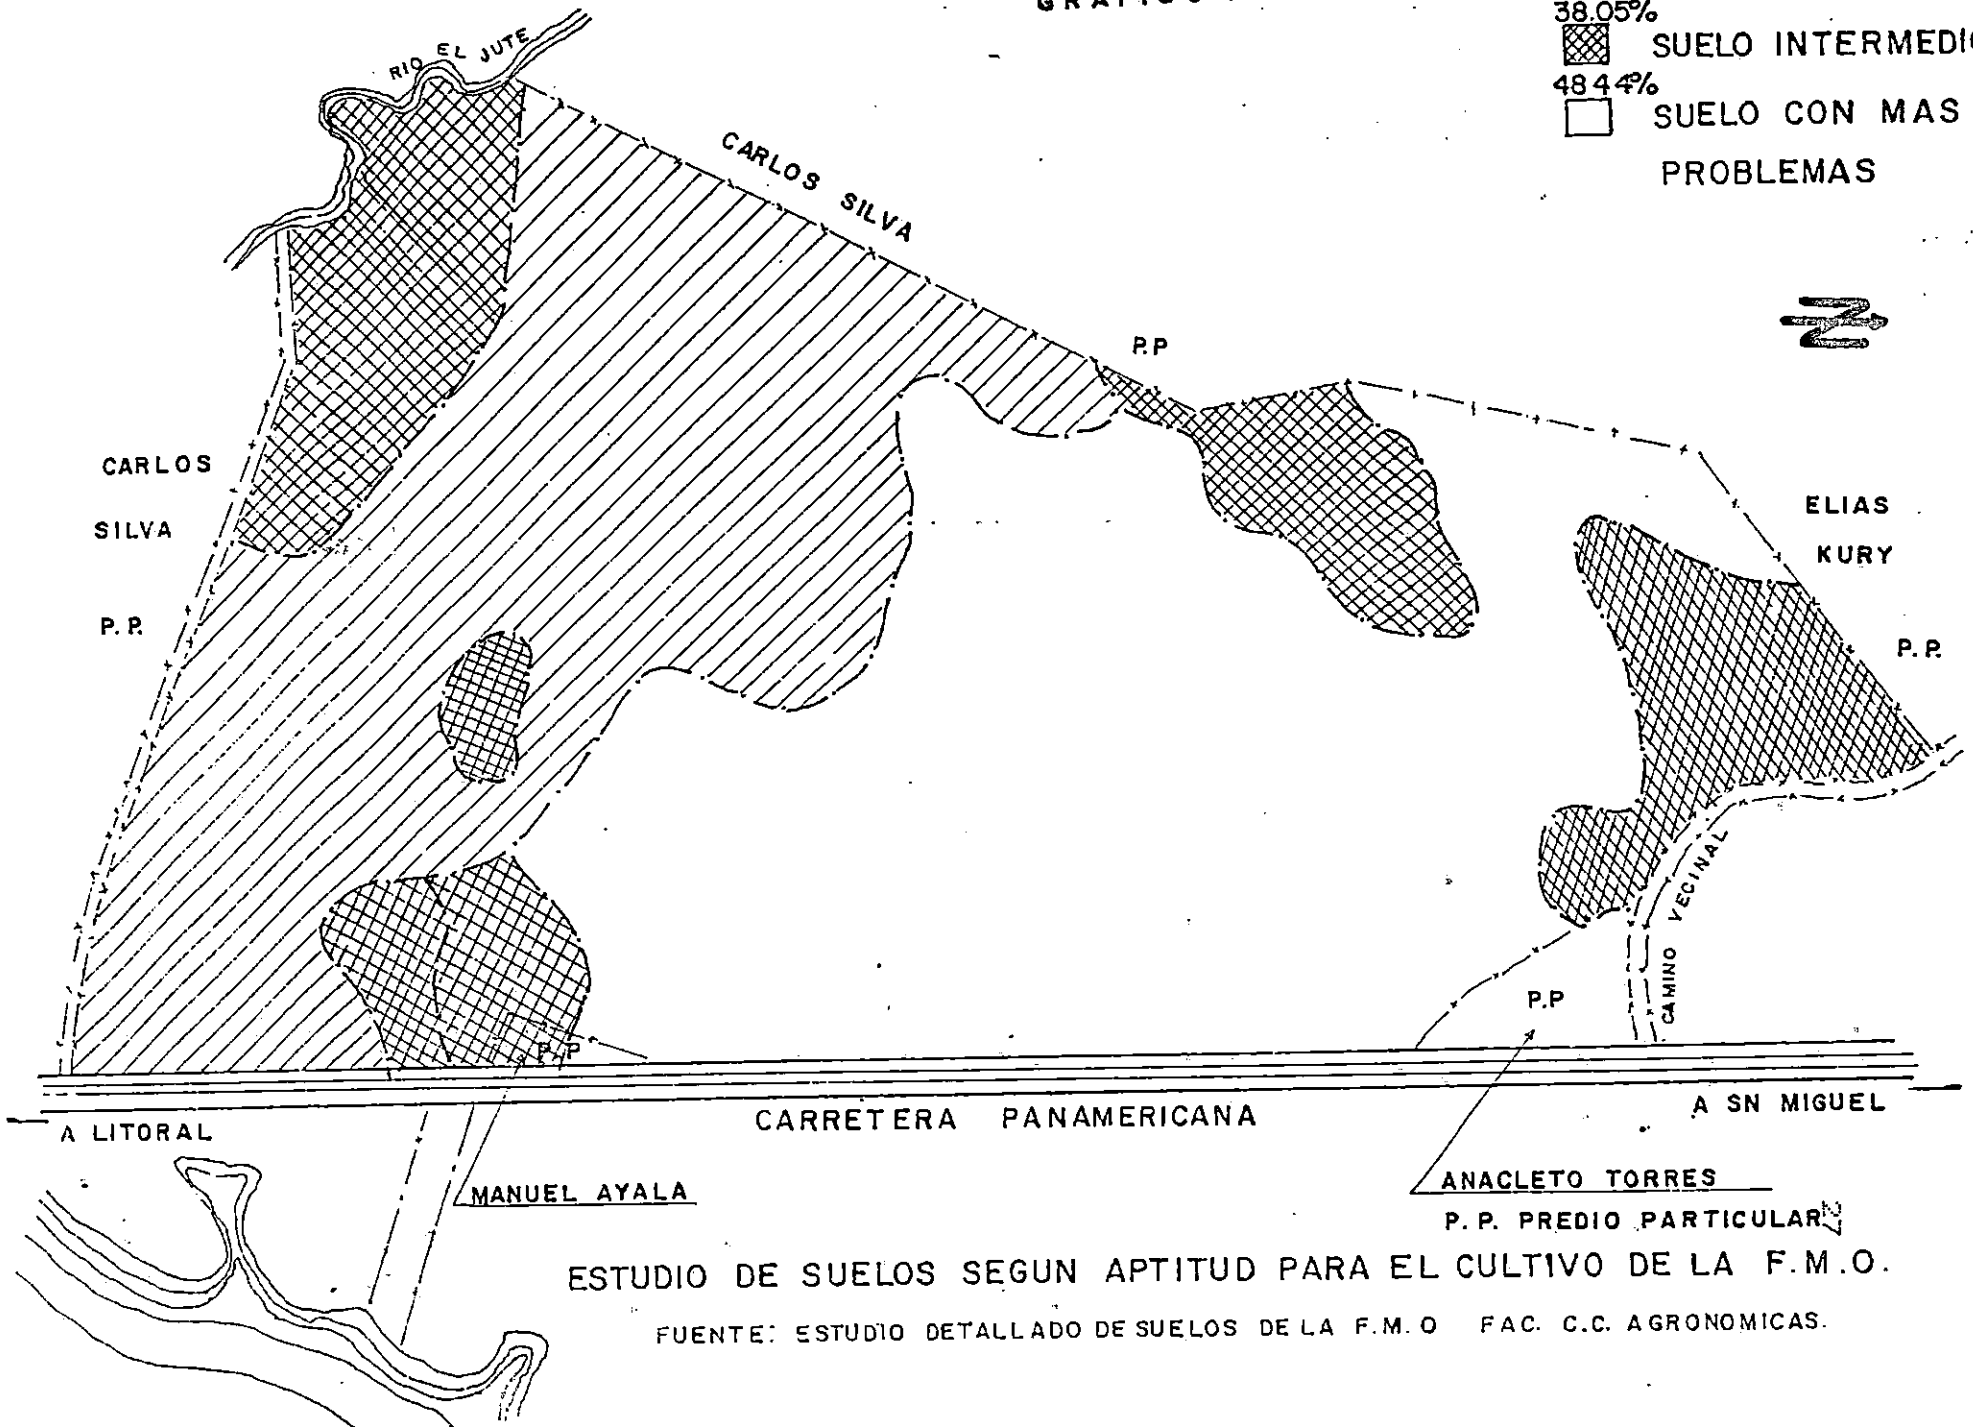 GRAFICO
38.05%
SUELO INTERMEDIO
48 44%
SUELO CON MAS
PROBLEMAS
RIO EL JUTE
CARLOS SILVA
P.P
CARLOS
SILVA
P. P.
ELIAS
KURY
P. P.
CAMINO VECINAL
P.P
P. P
A LITORAL
CARRETERA PANAMERICANA
A SN MIGUEL
MANUEL AYALA
ANACLETO TORRES
P. P. PREDIO PARTICULAR
ESTUDIO DE SUELOS SEGUN APTITUD PARA EL CULTIVO DE LA F.M.O.
FUENTE: ESTUDIO DETALLADO DE SUELOS DE LA F.M.O FAC. C.C. AGRONOMICAS.